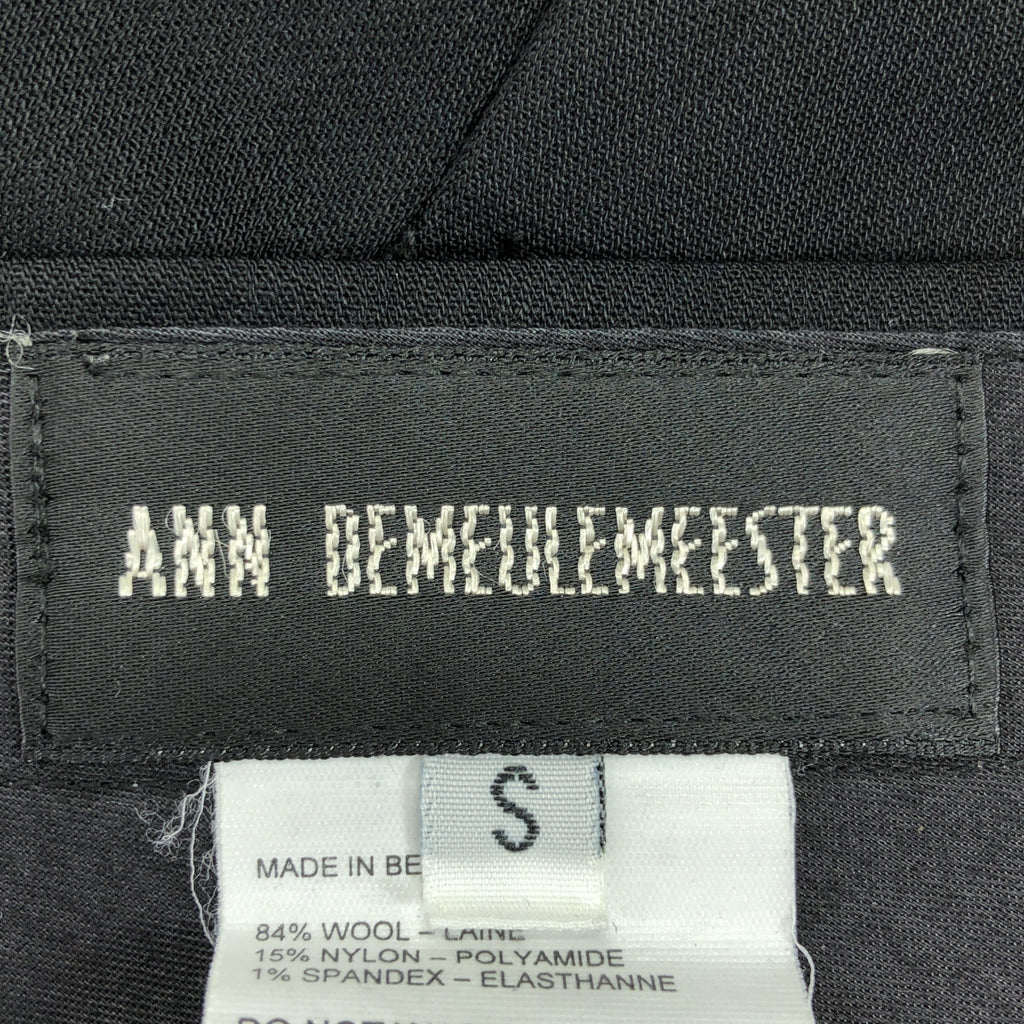 ANN DEMEULEMEESTER
S
MADE IN BE
84% WOOL – LAINE
15% NYLON – POLYAMIDE
1% SPANDEX – ELASTHANNE